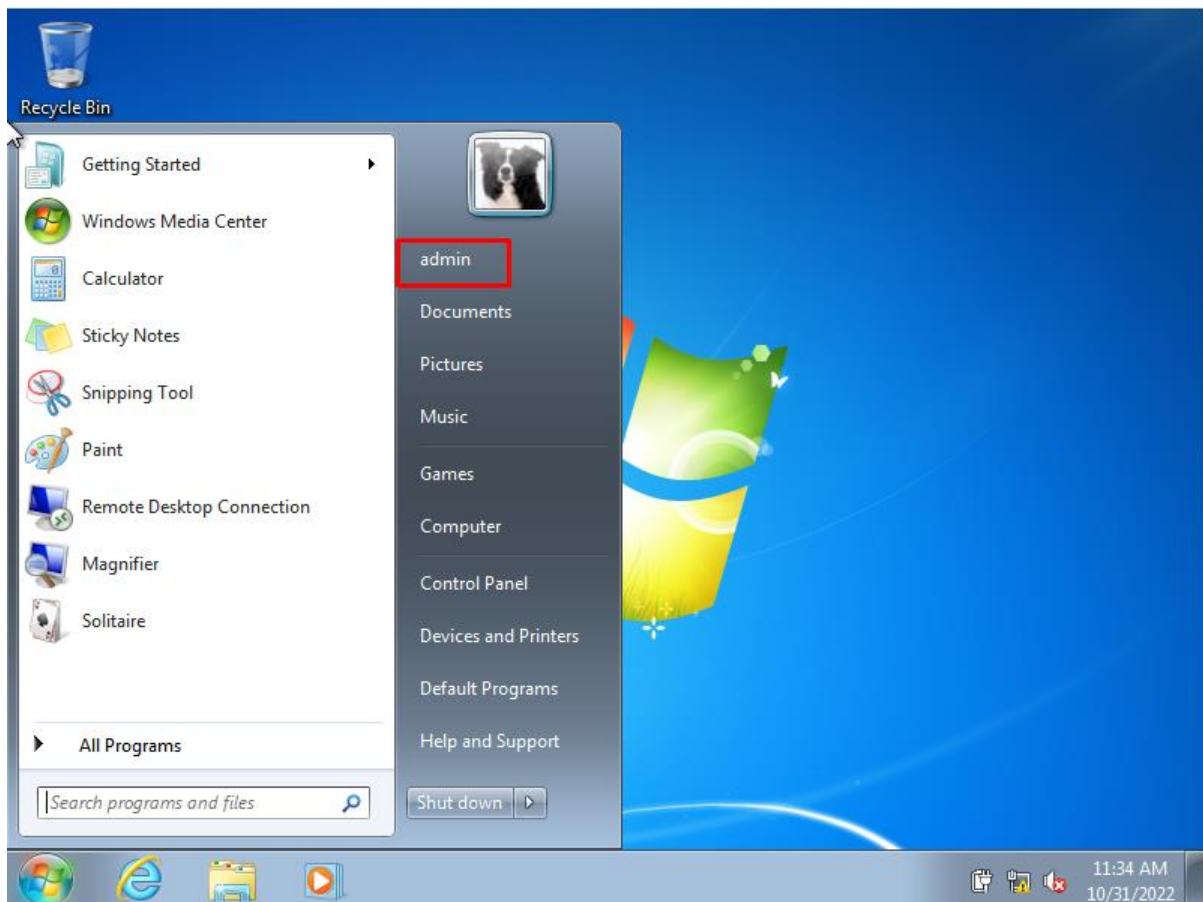 Recycle Bin
Getting Started
Windows Media Center
Calculator
Sticky Notes
Snipping Tool
Paint
Remote Desktop Connection
Magnifier
Solitaire
All Programs
Search programs and files
admin
Documents
Pictures
Music
Games
Computer
Control Panel
Devices and Printers
Default Programs
Help and Support
Shut down
11:34 AM
10/31/2022